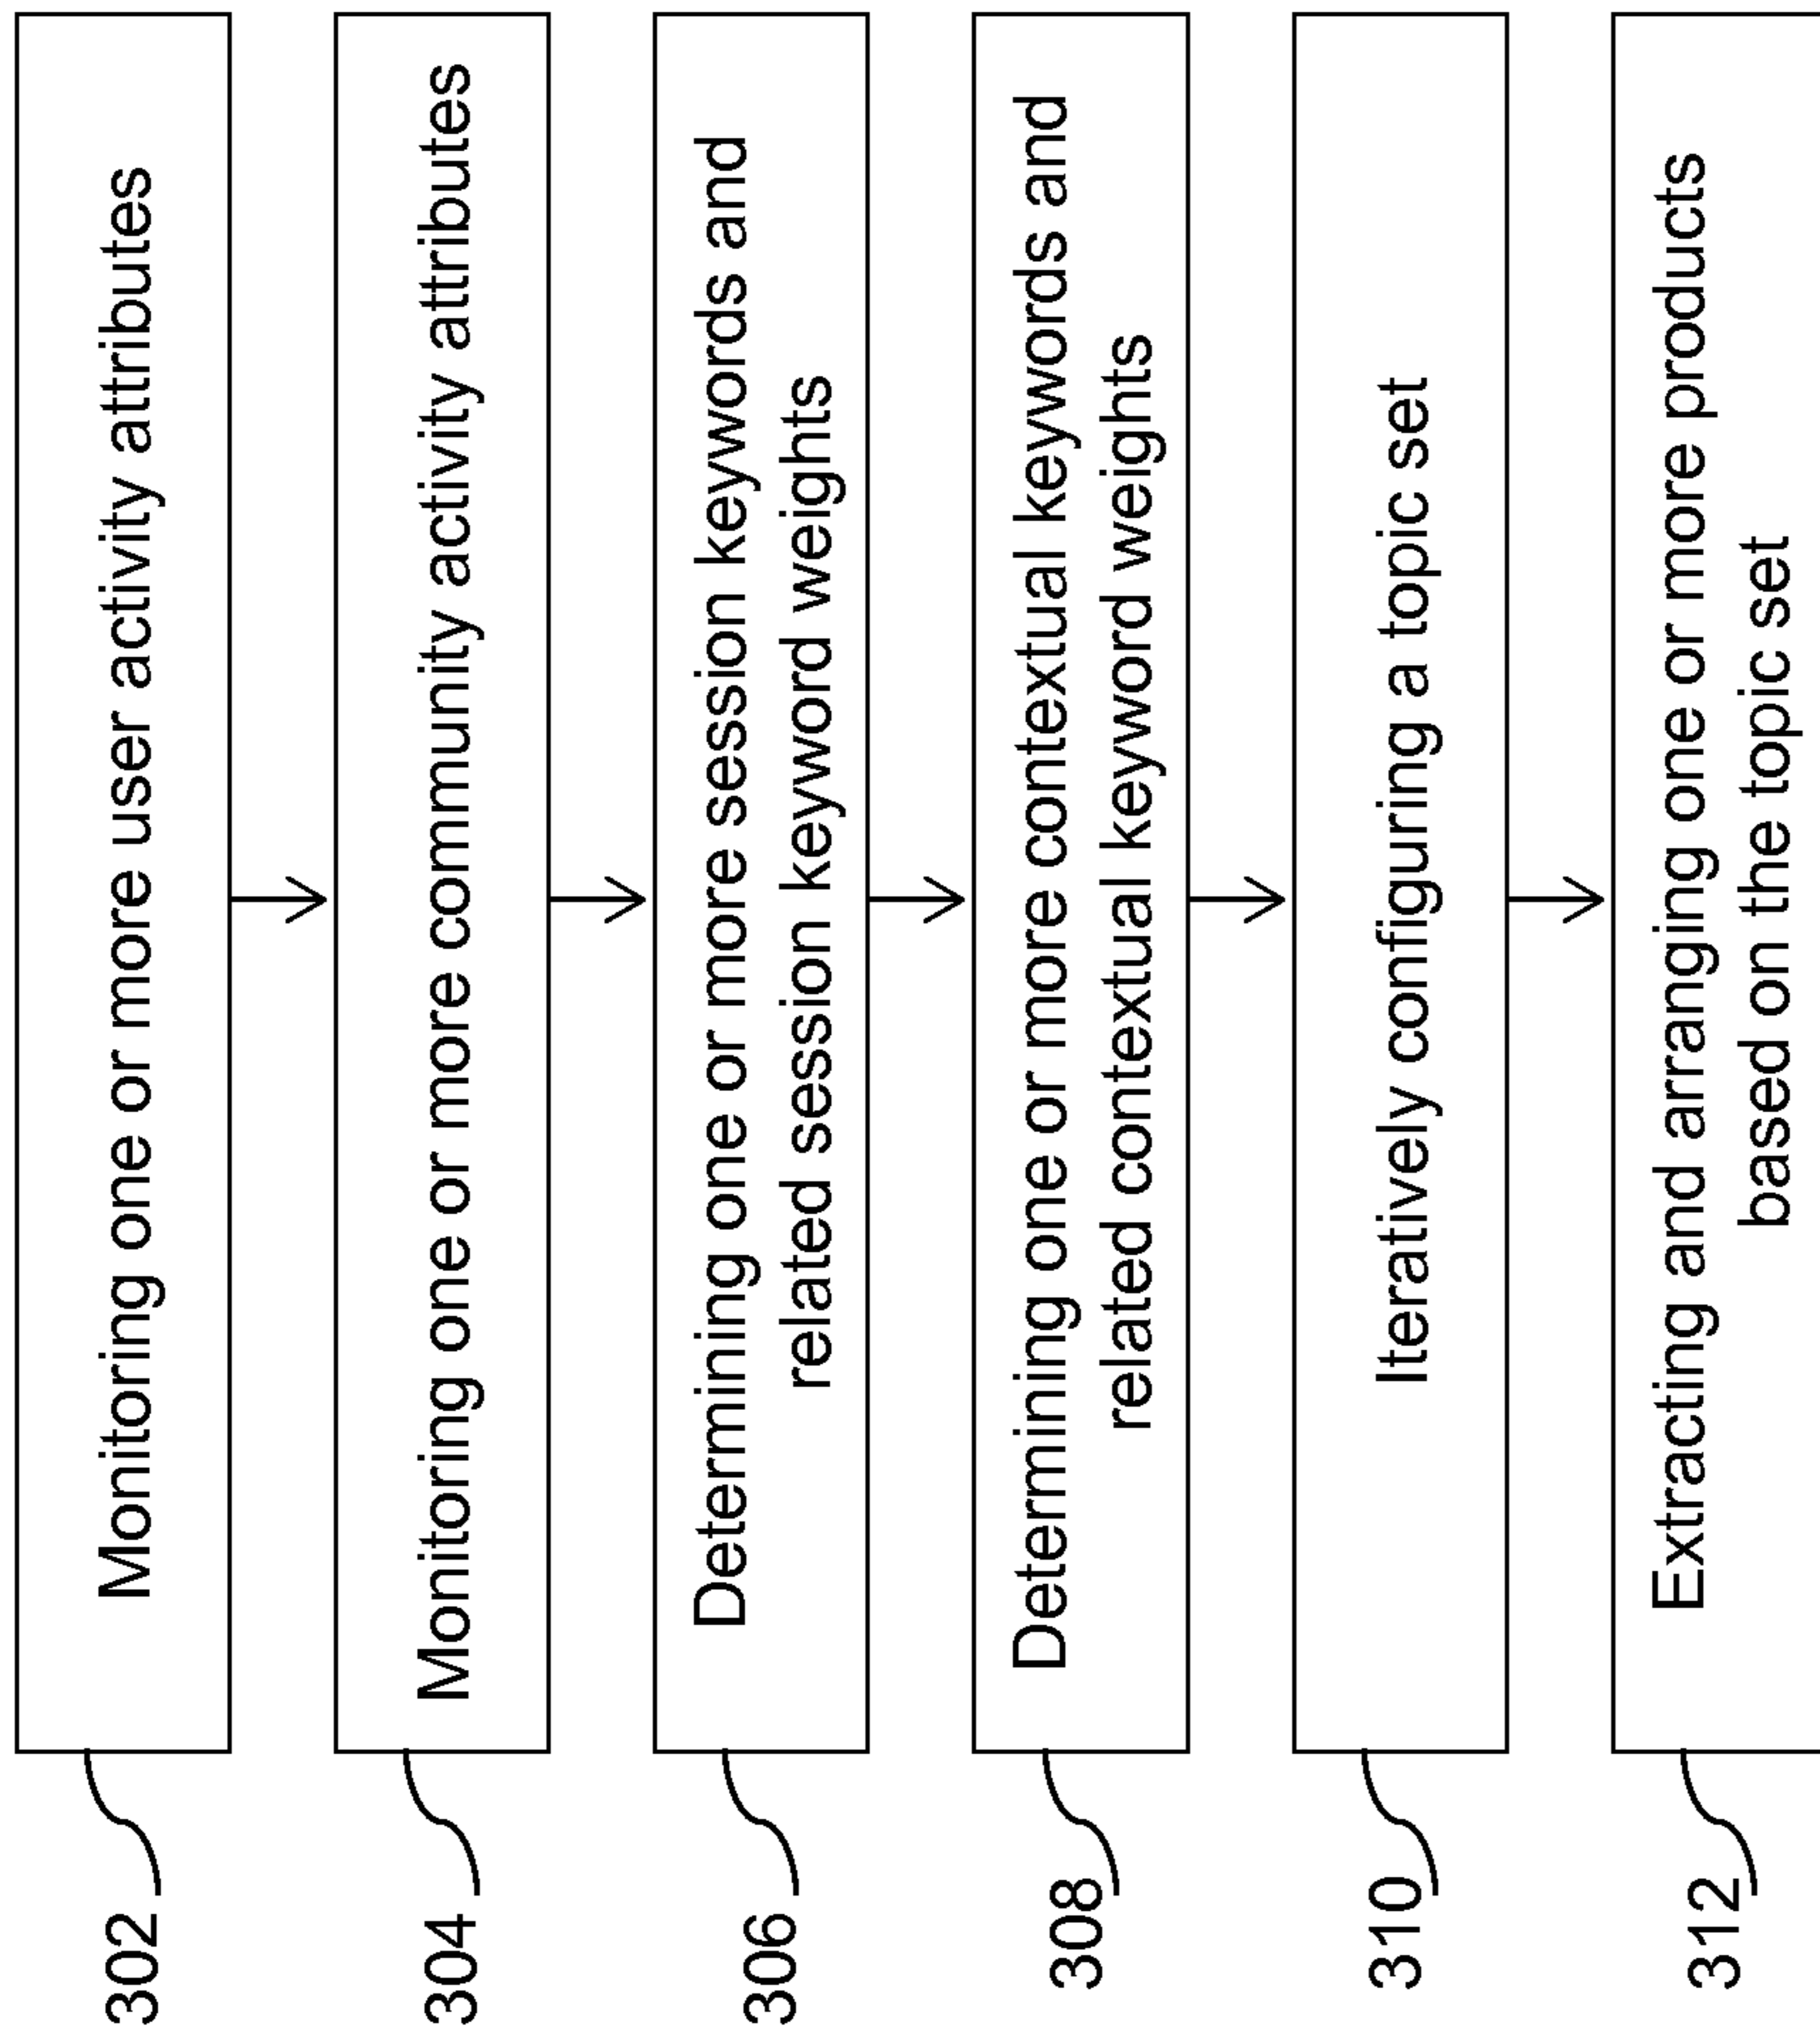 302
Monitoring one or more user activity attributes
304
Monitoring one or more community activity attributes
306
Determining one or more session keywords and
related session keyword weights
308
Determining one or more contextual keywords and
related contextual keyword weights
310
Iteratively configuring a topic set
312
Extracting and arranging one or more products
based on the topic set